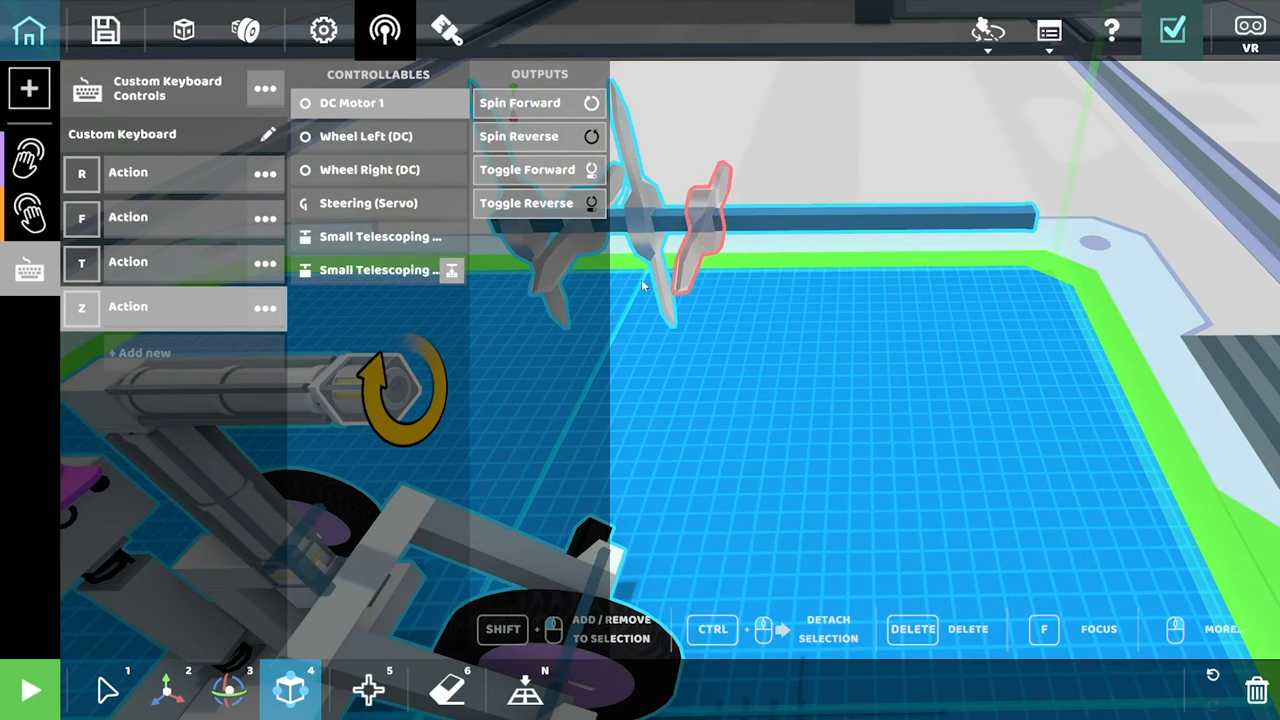 VR
Custom Keyboard
Controls
CONTROLLABLES
OUTPUTS
Custom Keyboard
R
Action
F
Action
T
Action
Z
Action
+ Add new
DC Motor 1
Wheel Left (DC)
Wheel Right (DC)
Steering (Servo)
Small Telescoping ...
Small Telescoping ...
Spin Forward
Spin Reverse
Toggle Forward
Toggle Reverse
SHIFT
+
ADD / REMOVE
TO SELECTION
CTRL
+
DETACH
SELECTION
DELETE
DELETE
F
FOCUS
MORE...
1
2
3
4
5
6
N